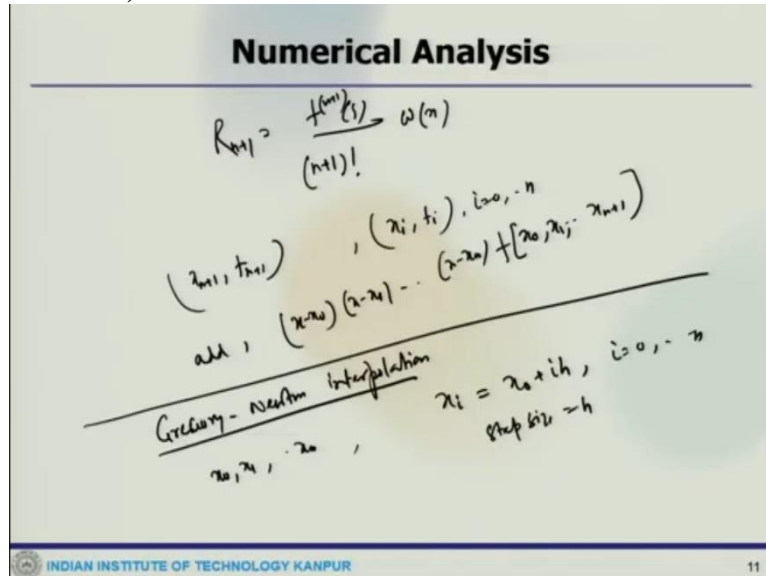 Numerical Analysis
R_{n+1} = f^{(n+1)}(ξ) / (n+1)! ω(x)
(x_{n+1}, f_{n+1}) , (x_i, f_i), i=0, .. n
add, (x-x_0)(x-x_1) -.. (x-x_n) f[x_0, x_1, .. x_{n+1}]
Gregory-Newton interpolation
x_0, x_1, .. x_n , x_i = x_0 + ih, i=0, .. n
step size = h
INDIAN INSTITUTE OF TECHNOLOGY KANPUR 11